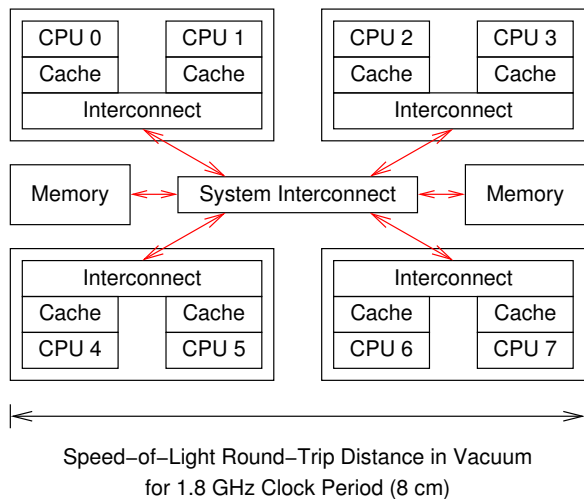 CPU 0 CPU 1 CPU 2 CPU 3
Cache Cache Cache Cache
Interconnect Interconnect
Memory System Interconnect Memory
Interconnect Interconnect
Cache Cache Cache Cache
CPU 4 CPU 5 CPU 6 CPU 7
Speed−of−Light Round−Trip Distance in Vacuum
for 1.8 GHz Clock Period (8 cm)